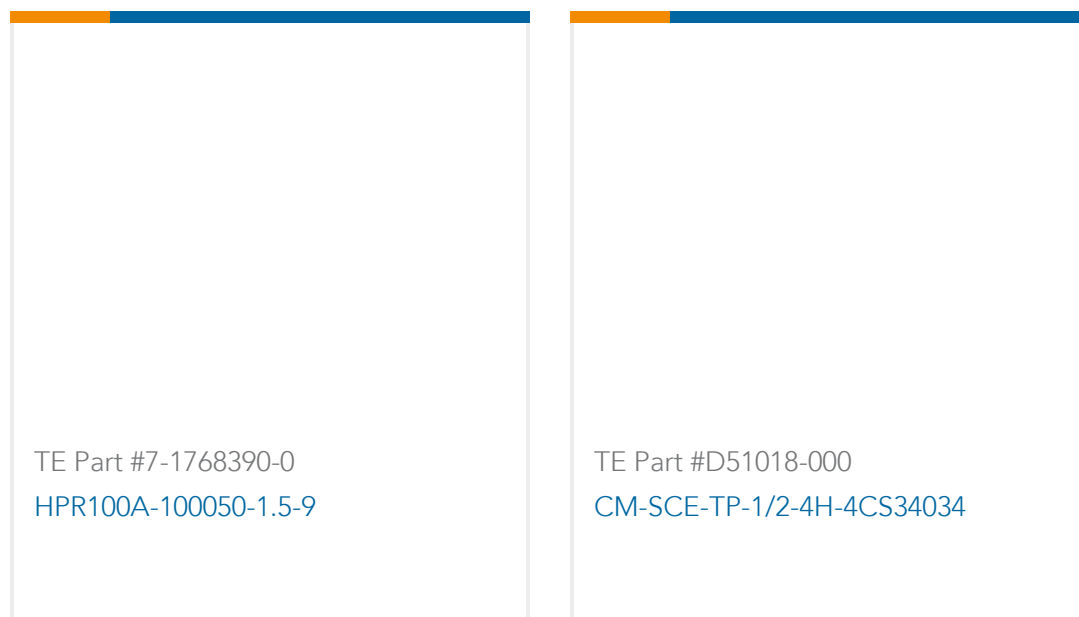 TE Part #7-1768390-0
HPR100A-100050-1.5-9
TE Part #D51018-000
CM-SCE-TP-1/2-4H-4CS34034